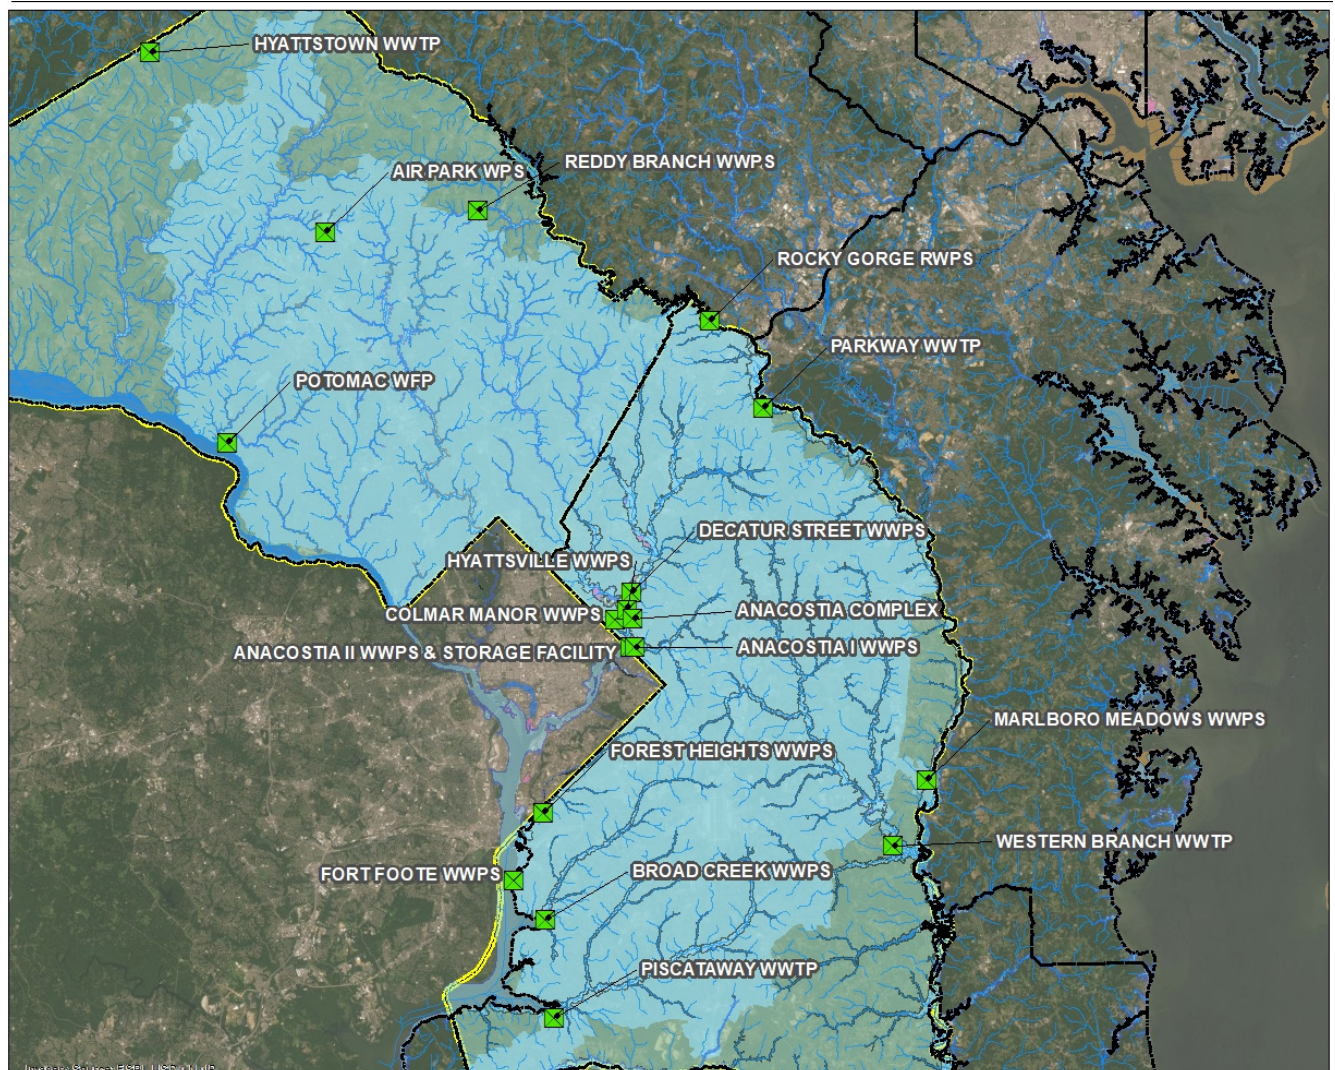 HYATTSTOWN WWTP
REDDY BRANCH WWPS
AIR PARK WPS
ROCKY GORGE RWPS
PARKWAY WWTP
POTOMAC WFP
DECATUR STREET WWPS
HYATTSVILLE WWPS
COLMAR MANOR WWPS
ANACOSTIA COMPLEX
ANACOSTIA II WWPS & STORAGE FACILITY
ANACOSTIA I WWPS
MARLBORO MEADOWS WWPS
FOREST HEIGHTS WWPS
WESTERN BRANCH WWTP
FORT FOOTE WWPS
BROAD CREEK WWPS
PISCATAWAY WWTP